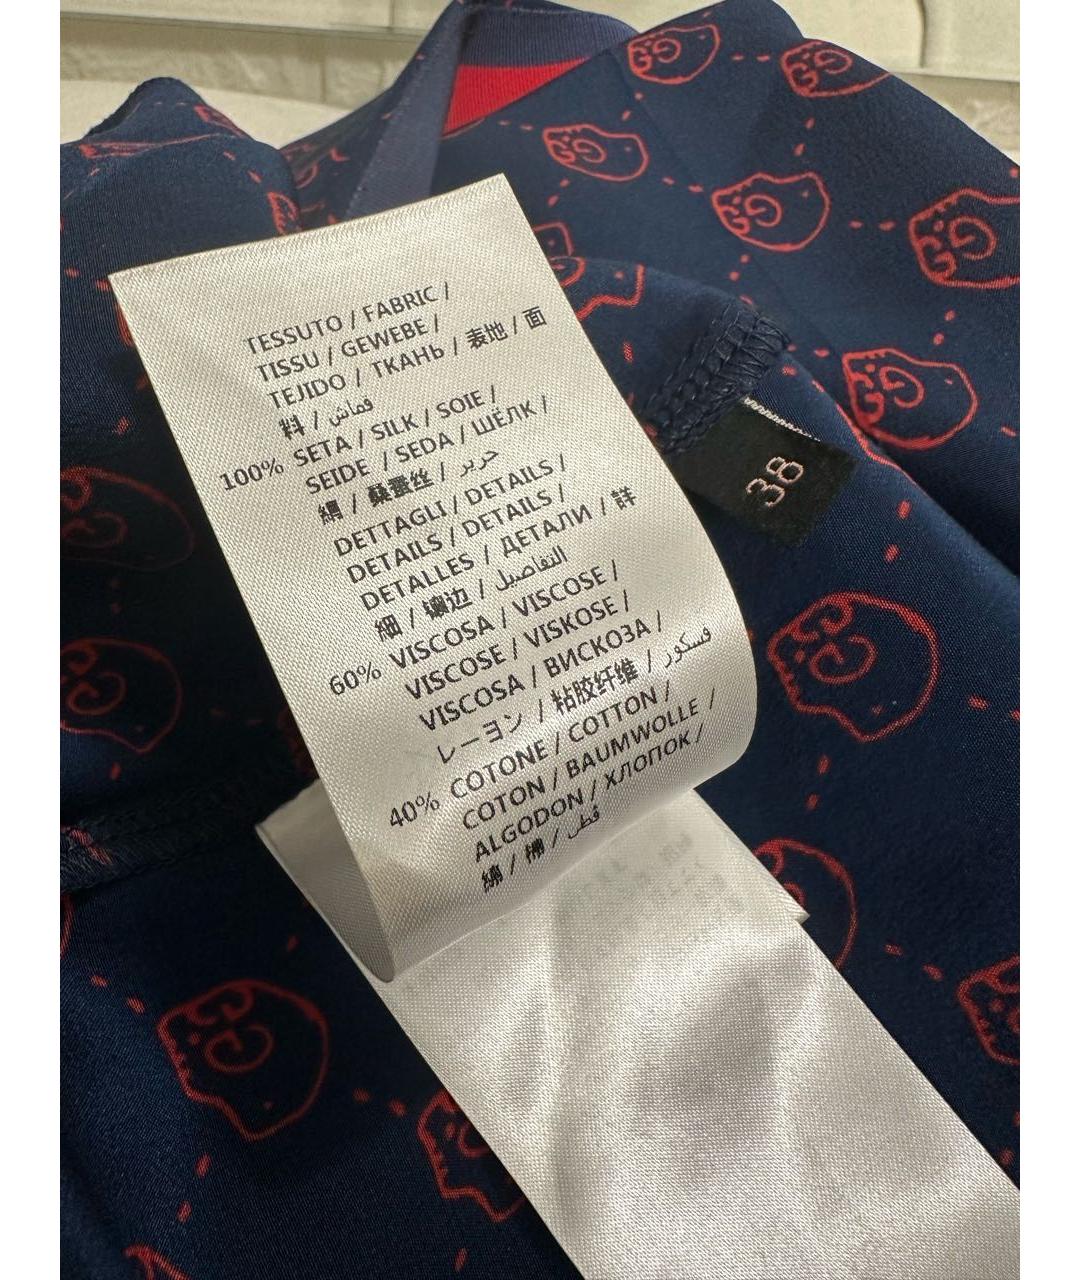 TESSUTO / FABRIC /
TISSU / GEWEBE /
TEJIDO / ТКАНЬ / 表地 / 面
料 / قماش
100% SETA / SILK / SOIE /
SEIDE / SEDA / ШЁЛК /
絹 / 桑蚕丝 / حرير
DETTAGLI / DETAILS /
DETAILS / DETAILS /
DETALLES / ДЕТАЛИ / 詳
細 / 镶边 / التفاصيل
60% VISCOSA / VISCOSE /
VISCOSE / VISKOSE /
VISCOSA / ВИСКОЗА /
レーヨン / 粘胶纤维 / فسكوز
40% COTONE / COTTON /
COTON / BAUMWOLLE /
ALGODON / ХЛОПОК /
綿 / 棉 / قطن
38